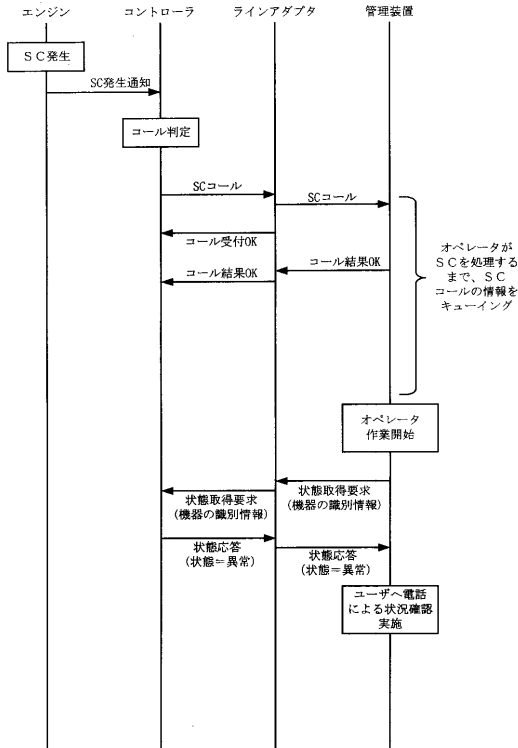 エンジン
コントローラ
ラインアダプタ
管理装置
ＳＣ発生
SC発生通知
コール判定
SCコール
SCコール
コール受付OK
コール結果OK
コール結果OK
オペレータが
ＳＣを処理する
まで、ＳＣ
コールの情報を
キューイング
オペレータ
作業開始
状態取得要求
(機器の識別情報)
状態取得要求
(機器の識別情報)
状態応答
(状態＝異常)
状態応答
(状態＝異常)
ユーザへ電話
による状況確認
実施